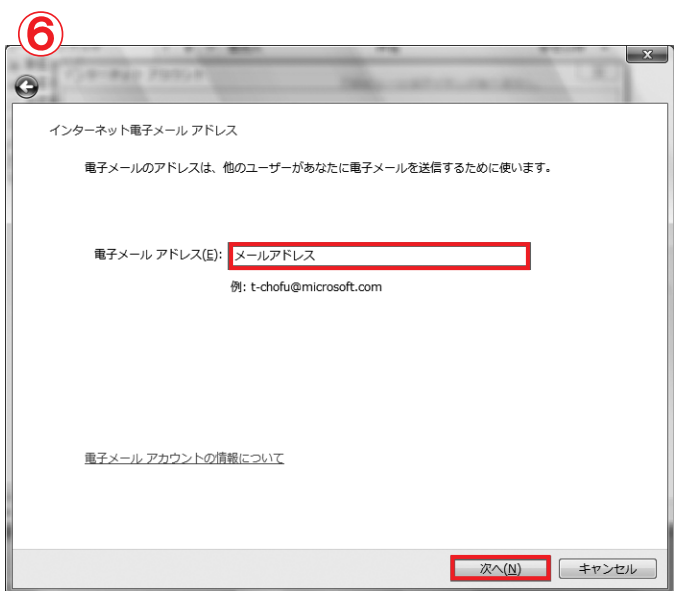 ⑥
インターネット電子メール アドレス
電子メールのアドレスは、他のユーザーがあなたに電子メールを送信するために使います。
電子メール アドレス(E): メールアドレス
例: t-chofu@microsoft.com
電子メール アカウントの情報について
次へ(N) キャンセル